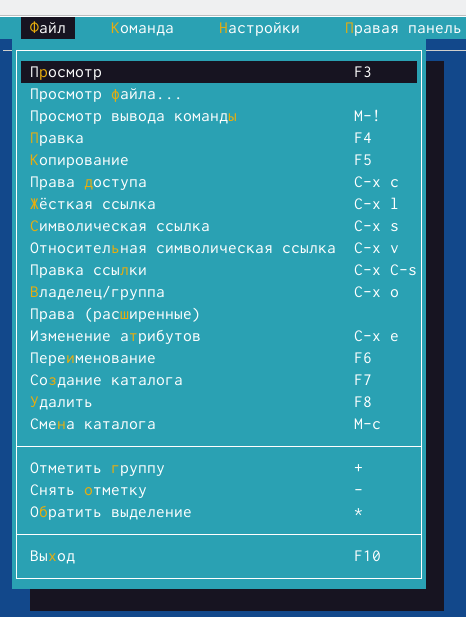 Файл Команда Настройки Правая панель
Просмотр F3
Просмотр файла...
Просмотр вывода команды M-!
Правка F4
Копирование F5
Права доступа C-x c
Жёсткая ссылка C-x l
Символическая ссылка C-x s
Относительная символическая ссылка C-x v
Правка ссылки C-x C-s
Владелец/группа C-x o
Права (расширенные)
Изменение атрибутов C-x e
Переименование F6
Создание каталога F7
Удалить F8
Смена каталога M-c
Отметить группу +
Снять отметку -
Обратить выделение *
Выход F10